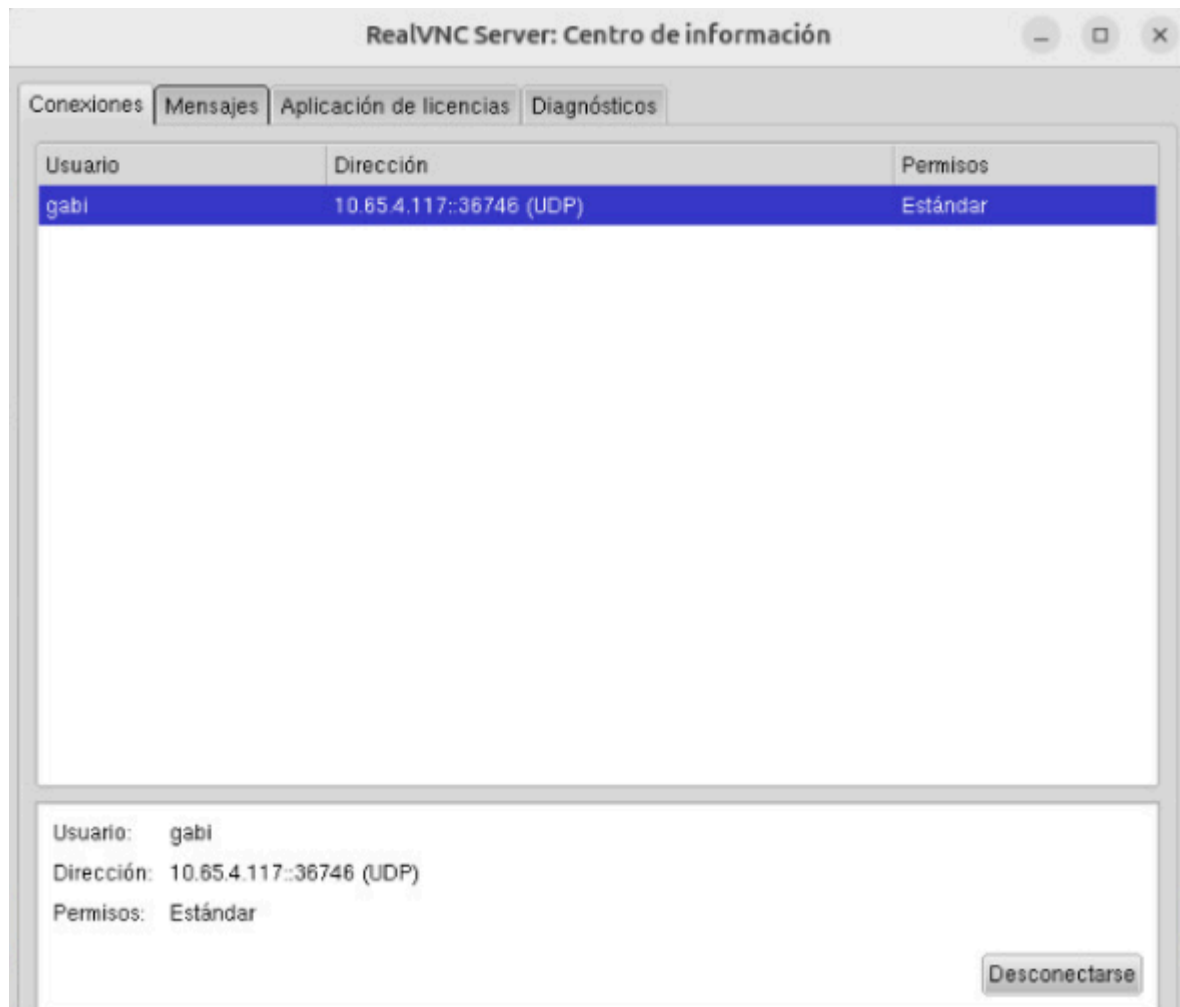 RealVNC Server: Centro de información
Conexiones Mensajes Aplicación de licencias Diagnósticos
Usuario Dirección Permisos
gabi 10.65.4.117::36746 (UDP) Estándar
Usuario: gabi
Dirección: 10.65.4.117::36746 (UDP)
Permisos: Estándar
Desconectarse